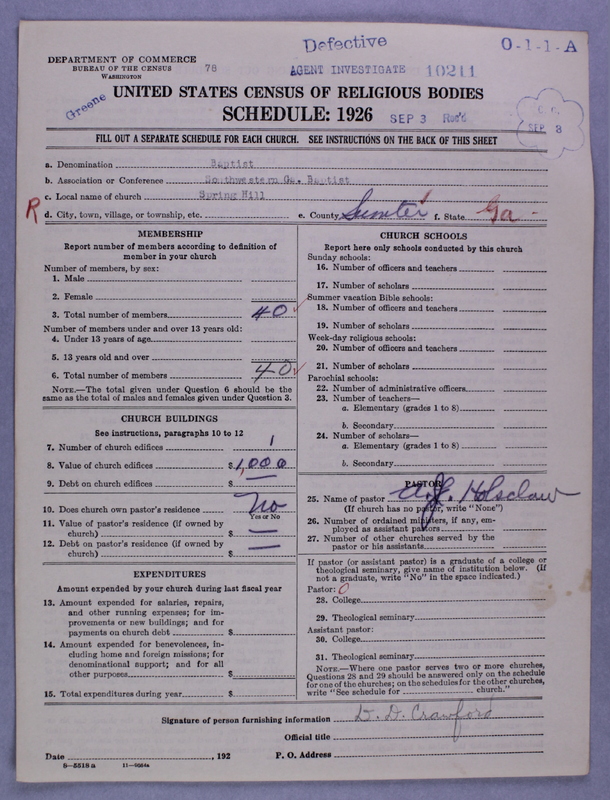 Defective
0-1-1-A
DEPARTMENT OF COMMERCE
BUREAU OF THE CENSUS
WASHINGTON
78
AGENT INVESTIGATE 10211
Greene
UNITED STATES CENSUS OF RELIGIOUS BODIES
SCHEDULE: 1926
SEP 3 Rec'd
SEP 3
FILL OUT A SEPARATE SCHEDULE FOR EACH CHURCH. SEE INSTRUCTIONS ON THE BACK OF THIS SHEET
a. Denomination Baptist
b. Association or Conference Southwestern Ga. Baptist
c. Local name of church Spring Hill
R d. City, town, village, or township, etc. e. County Sumter f. State Ga
MEMBERSHIP
Report number of members according to definition of
member in your church
Number of members, by sex:
1. Male
2. Female
3. Total number of members 40
Number of members under and over 13 years old:
4. Under 13 years of age
5. 13 years old and over
6. Total number of members 40
NOTE.—The total given under Question 6 should be the
same as the total of males and females given under Question 3.
CHURCH BUILDINGS
See instructions, paragraphs 10 to 12
7. Number of church edifices 1
8. Value of church edifices $1,000
9. Debt on church edifices $ —
10. Does church own pastor's residence No
Yes or No
11. Value of pastor's residence (if owned by
church) $ —
12. Debt on pastor's residence (if owned by
church) $ —
EXPENDITURES
Amount expended by your church during last fiscal year
13. Amount expended for salaries, repairs,
and other running expenses; for im-
provements or new buildings; and for
payments on church debt $
14. Amount expended for benevolences, in-
cluding home and foreign missions; for
denominational support; and for all
other purposes $
15. Total expenditures during year $
CHURCH SCHOOLS
Report here only schools conducted by this church
Sunday schools:
16. Number of officers and teachers
17. Number of scholars
Summer vacation Bible schools:
18. Number of officers and teachers
19. Number of scholars
Week-day religious schools:
20. Number of officers and teachers
21. Number of scholars
Parochial schools:
22. Number of administrative officers
23. Number of teachers—
a. Elementary (grades 1 to 8)
b. Secondary
24. Number of scholars—
a. Elementary (grades 1 to 8)
b. Secondary
PASTOR
25. Name of pastor Holsclaw
(If church has no pastor, write "None")
26. Number of ordained ministers, if any, em-
ployed as assistant pastors
27. Number of other churches served by the
pastor or his assistants
If pastor (or assistant pastor) is a graduate of a college or
theological seminary, give name of institution below. (If
not a graduate, write "No" in the space indicated.)
Pastor: 0
28. College
29. Theological seminary
Assistant pastor:
30. College
31. Theological seminary
NOTE.—Where one pastor serves two or more churches,
Questions 28 and 29 should be answered only on the schedule
for one of the churches; on the schedules for the other churches,
write "See schedule for church."
Signature of person furnishing information D. D. Crawford
Official title
Date , 192 P. O. Address
8—5518a 11—9084a